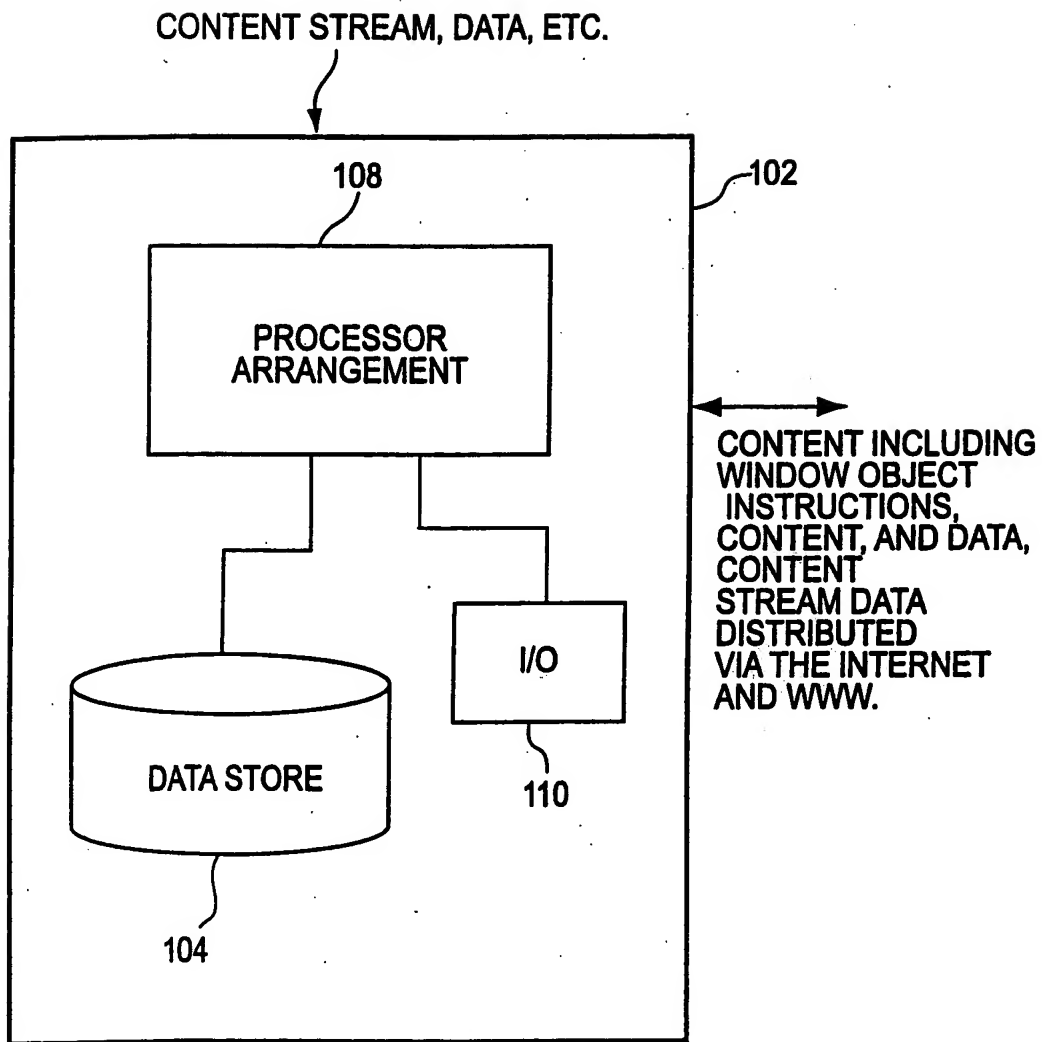 CONTENT STREAM, DATA, ETC.
108
102
PROCESSOR
ARRANGEMENT
CONTENT INCLUDING
WINDOW OBJECT
INSTRUCTIONS,
CONTENT, AND DATA,
CONTENT
STREAM DATA
DISTRIBUTED
VIA THE INTERNET
AND WWW.
I/O
DATA STORE
110
104